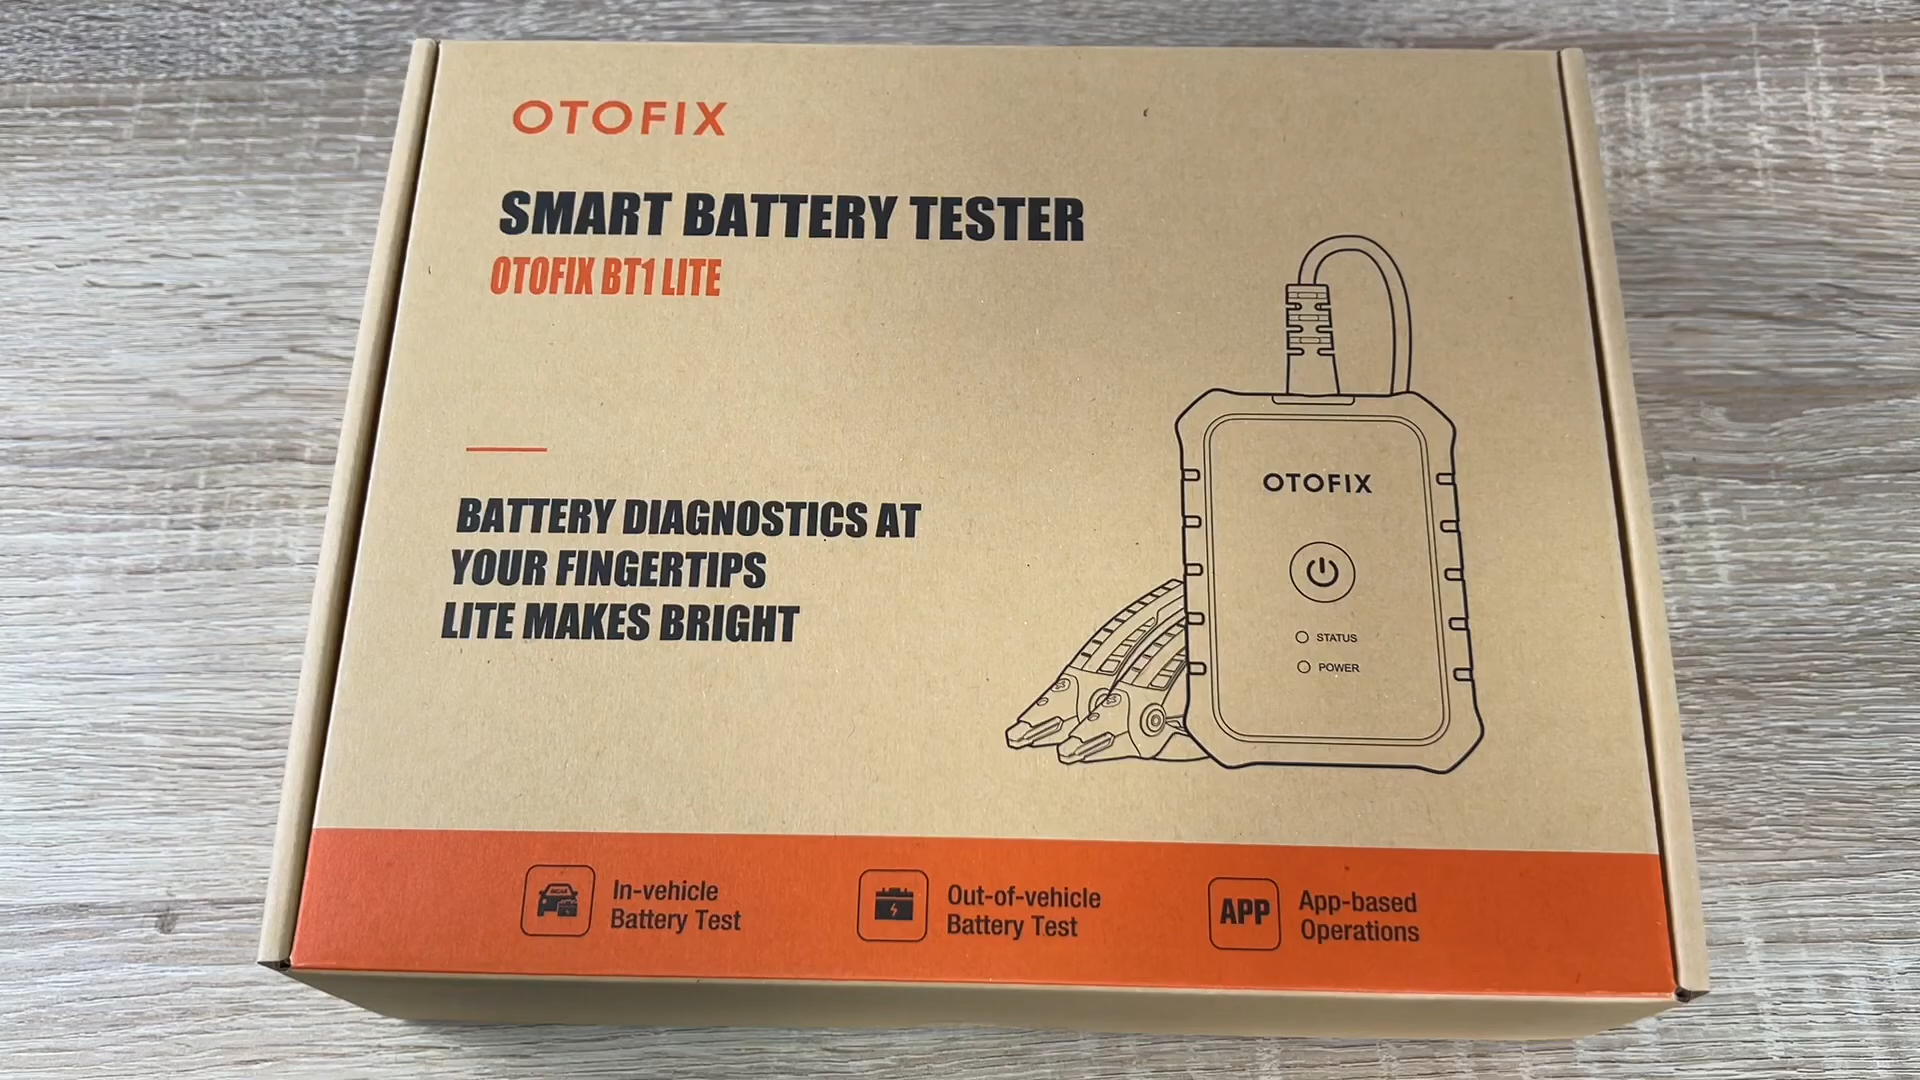 OTOFIX
SMART BATTERY TESTER
OTOFIX BT1 LITE
BATTERY DIAGNOSTICS AT
YOUR FINGERTIPS
LITE MAKES BRIGHT
OTOFIX
STATUS
POWER
In-vehicle
Battery Test
Out-of-vehicle
Battery Test
APP
App-based
Operations